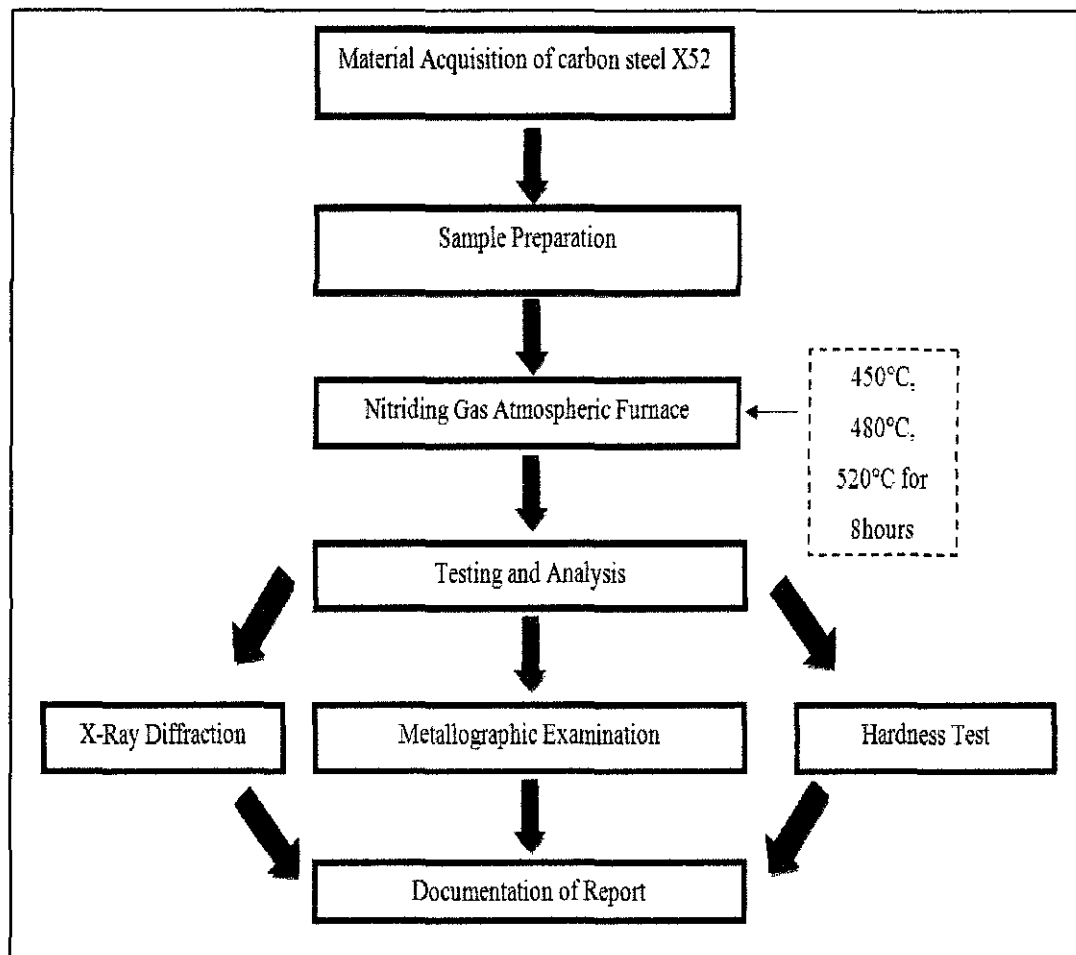 Material Acquisition of carbon steel X52
Sample Preparation
Nitriding Gas Atmospheric Furnace
450°C,
480°C,
520°C for
8hours
Testing and Analysis
X-Ray Diffraction
Metallographic Examination
Hardness Test
Documentation of Report